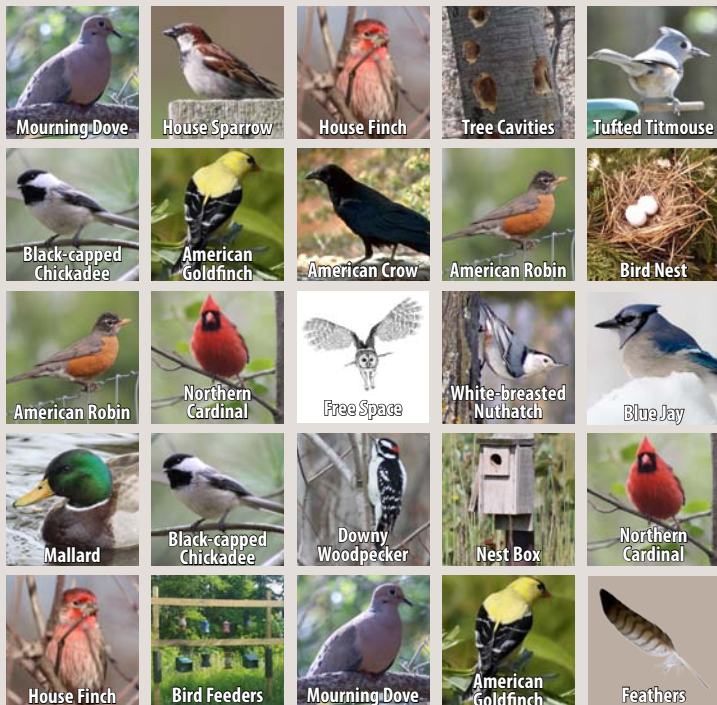 Mourning Dove
House Sparrow
House Finch
Tree Cavities
Tufted Titmouse
Black-capped
Chickadee
American
Goldfinch
American Crow
American Robin
Bird Nest
American Robin
Northern
Cardinal
Free Space
White-breasted
Nuthatch
Blue Jay
Mallard
Black-capped
Chickadee
Downy
Woodpecker
Nest Box
Northern
Cardinal
House Finch
Bird Feeders
Mourning Dove
American
Goldfinch
Feathers